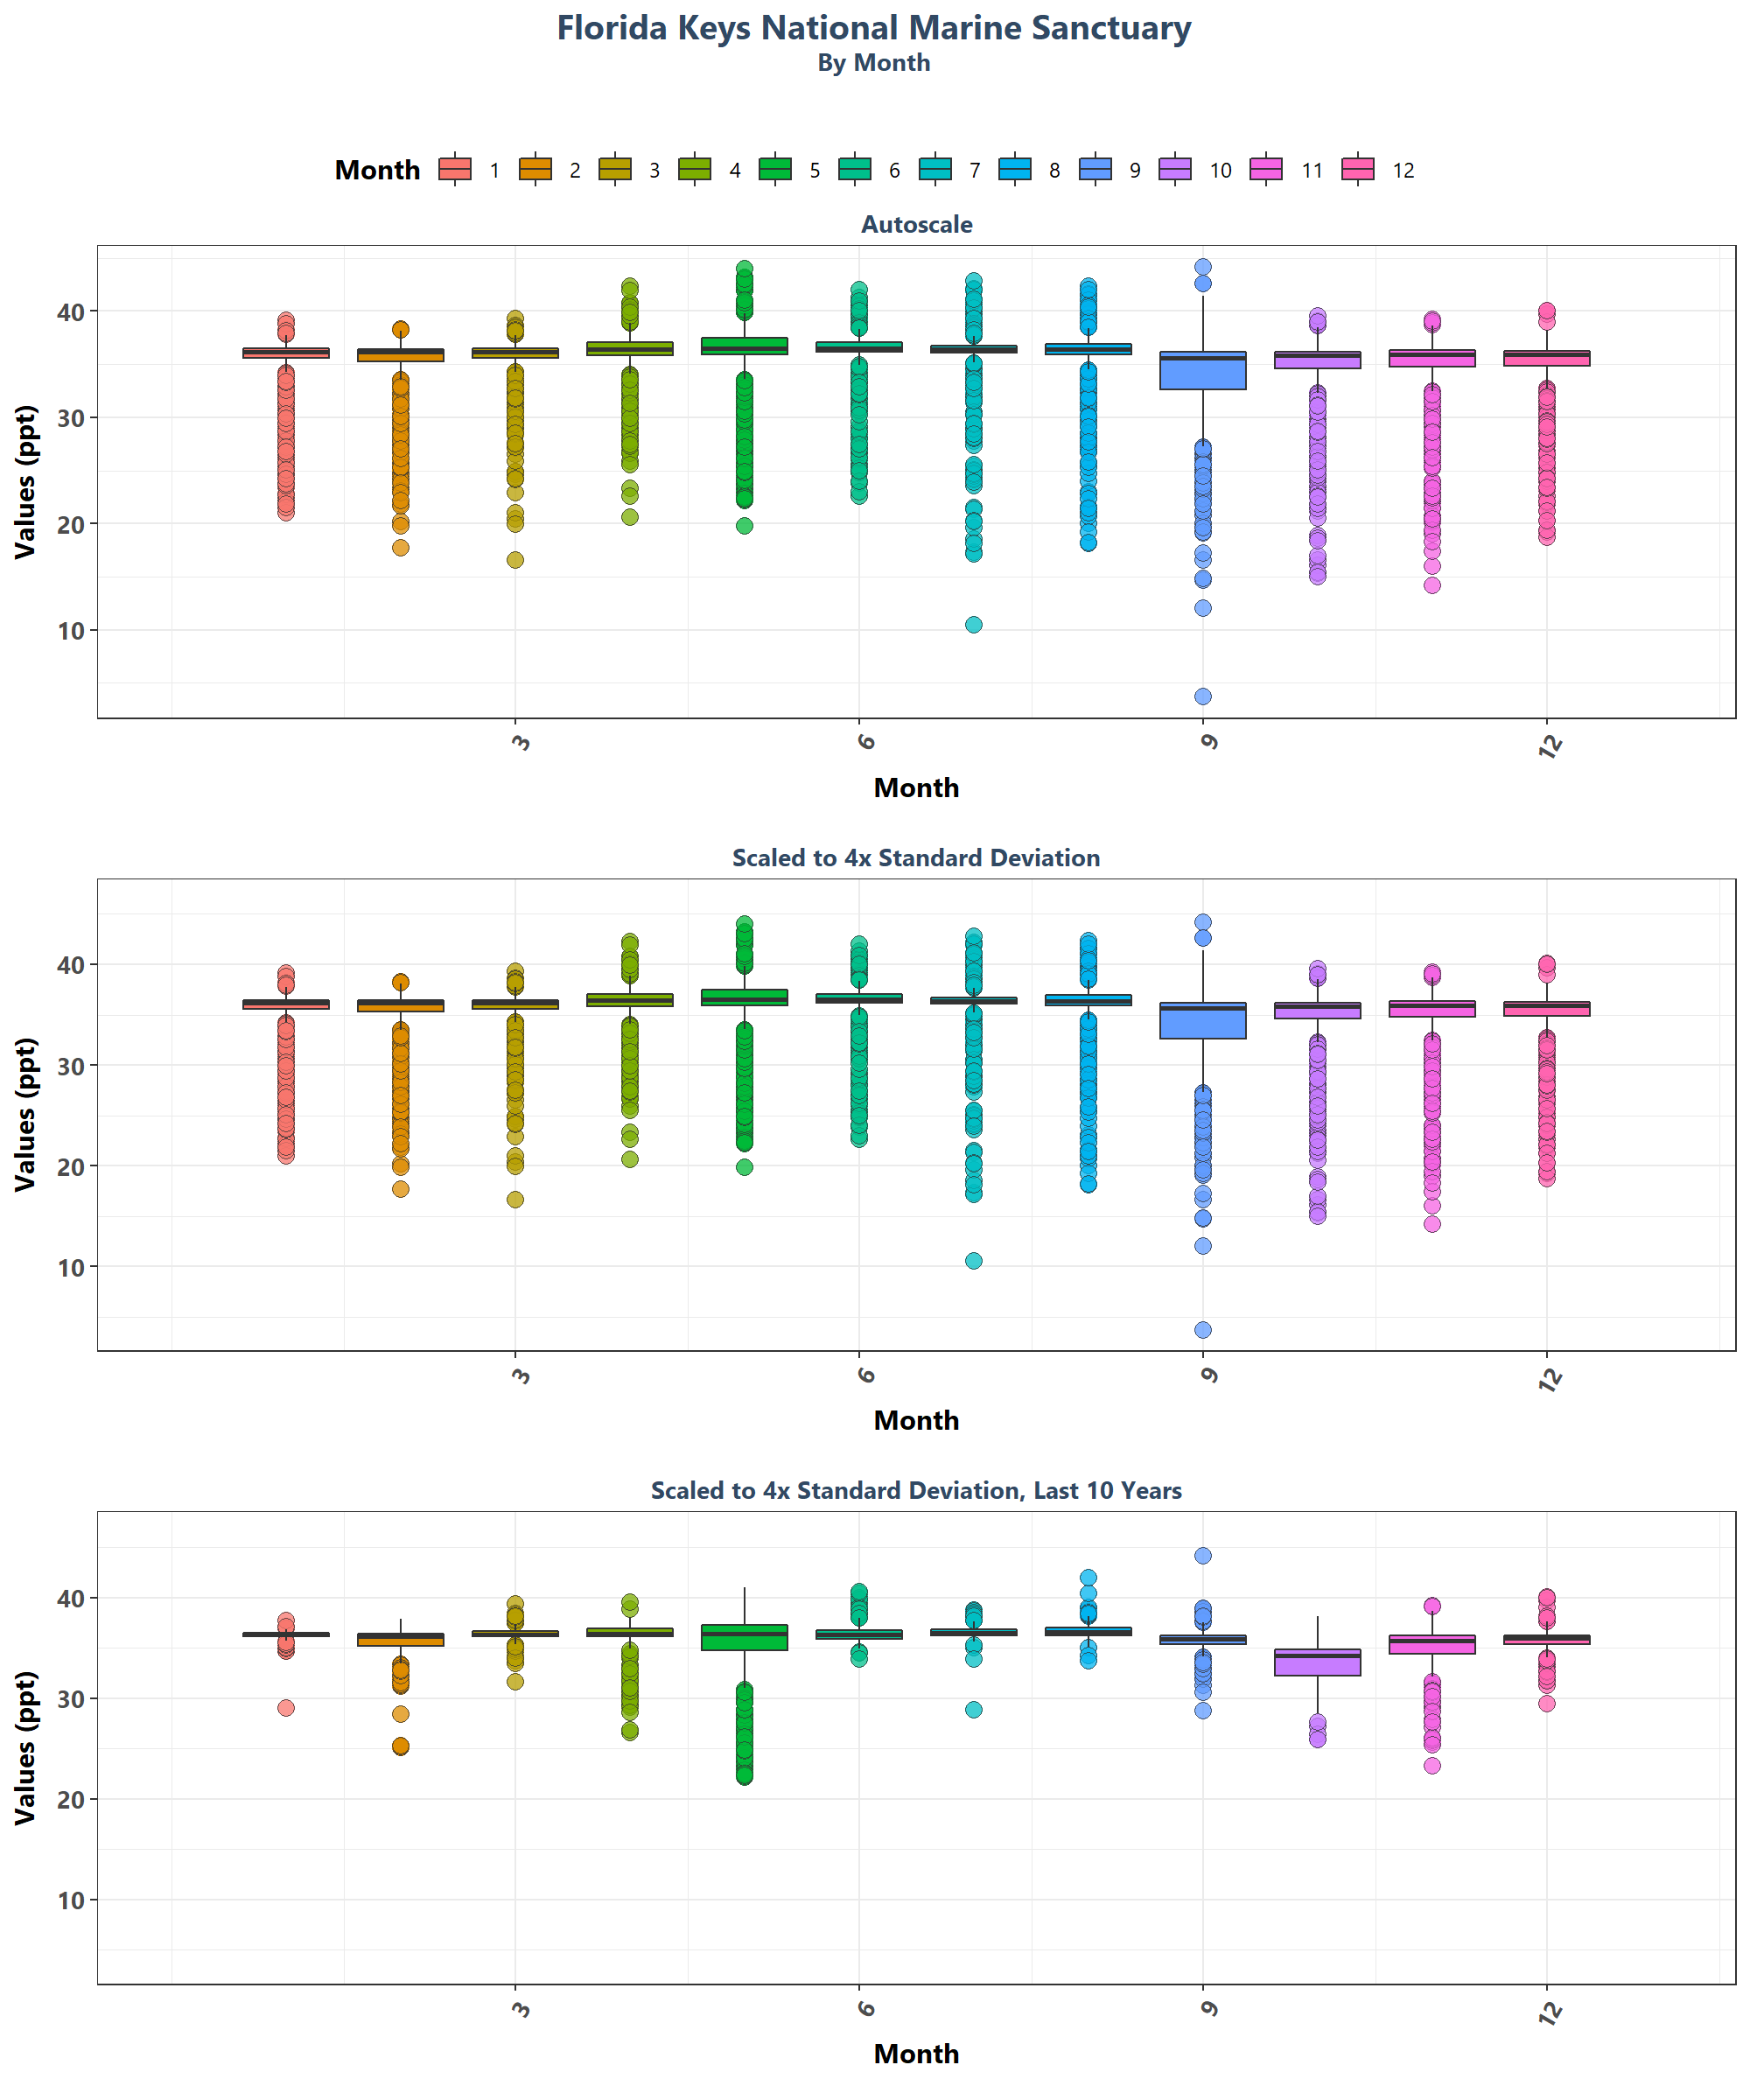 Florida Keys National Marine Sanctuary
By Month
Month 1 2 3 4 5 6 7 8 9 10 11 12
Autoscale
Values (ppt)
40
30
20
10
3 6 9 12
Month
Scaled to 4x Standard Deviation
Values (ppt)
40
30
20
10
3 6 9 12
Month
Scaled to 4x Standard Deviation, Last 10 Years
Values (ppt)
40
30
20
10
3 6 9 12
Month